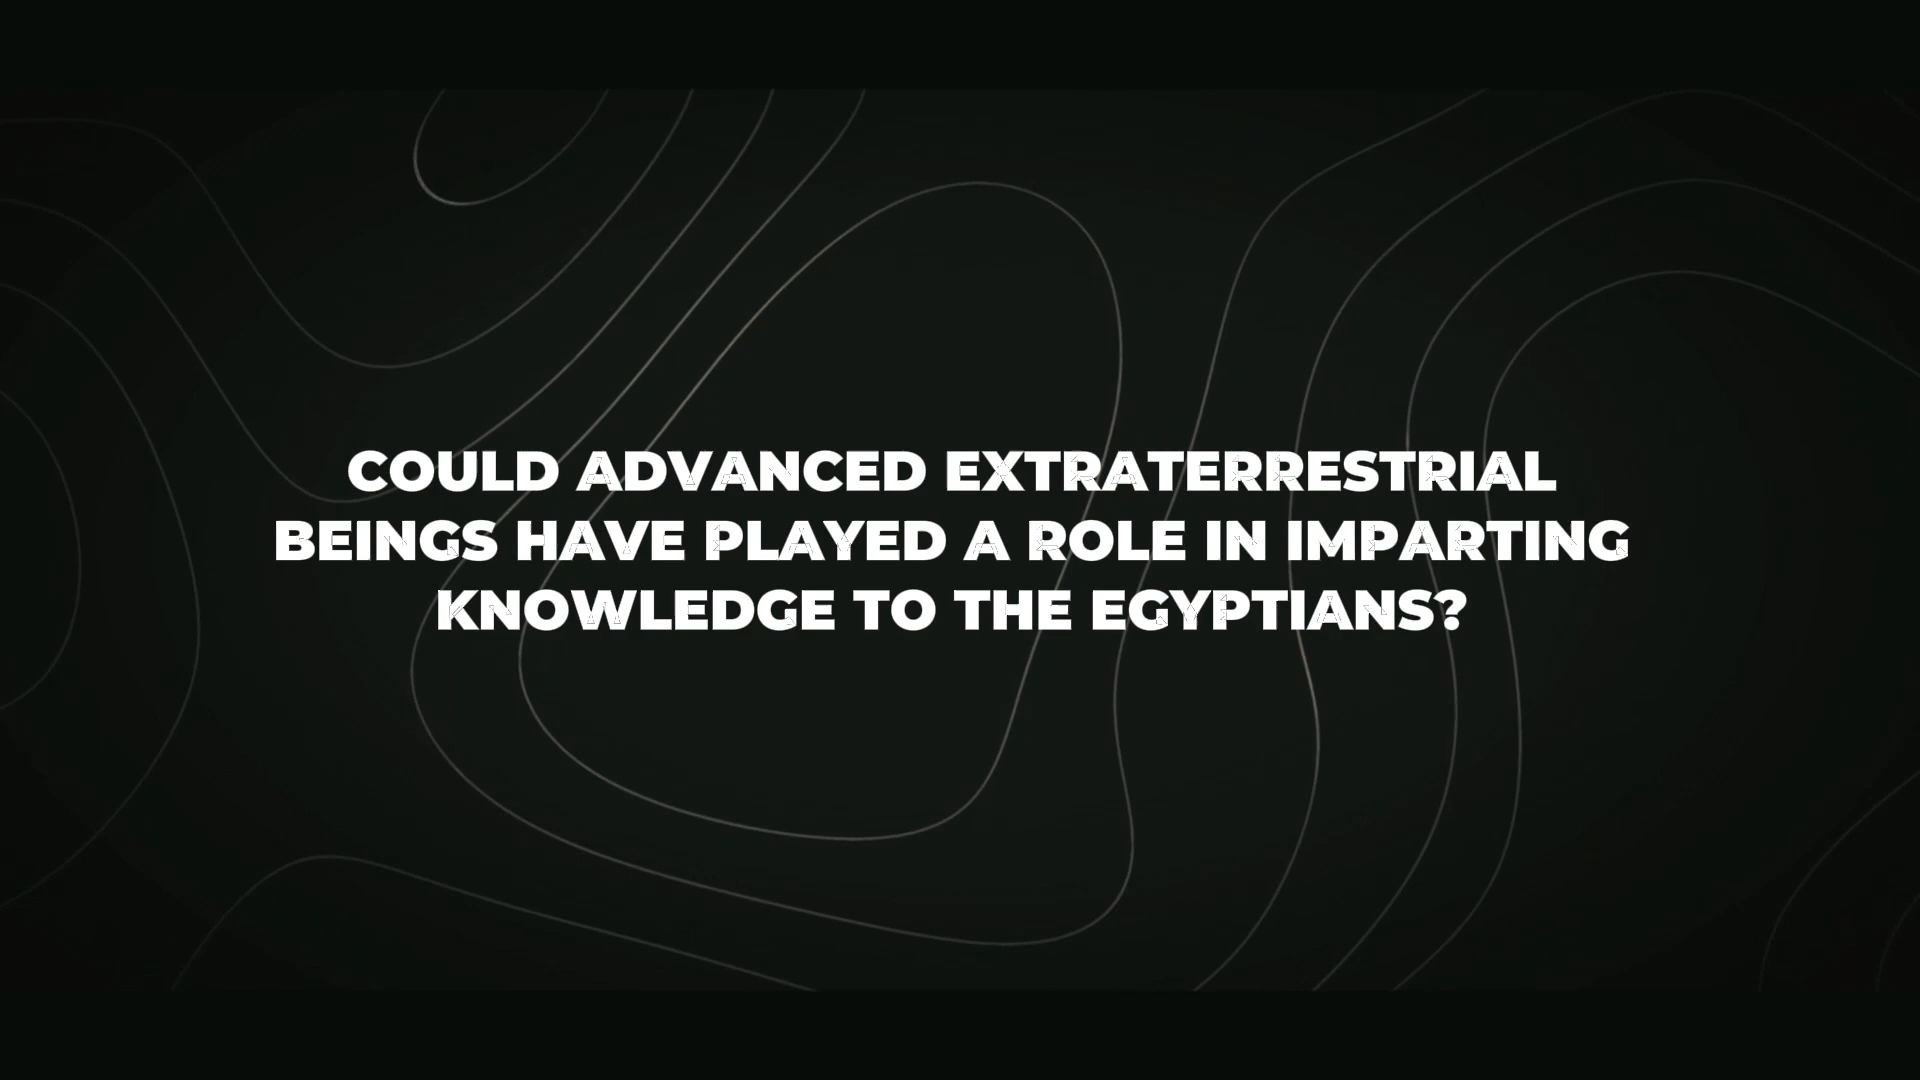 COULD ADVANCED EXTRATERRESTRIAL
BEINGS HAVE PLAYED A ROLE IN IMPARTING
KNOWLEDGE TO THE EGYPTIANS?